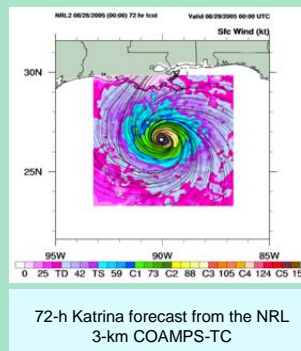 NRL2 08/26/2005 (00:00) 72 hr fcst Valid 08/29/2005 00:00 UTC
Sfc Wind (kt)
30N
25N
95W 90W 85W
0 25 TD 42 TS 59 C1 73 C2 88 C3 105 C4 124 C5 15
72-h Katrina forecast from the NRL
3-km COAMPS-TC